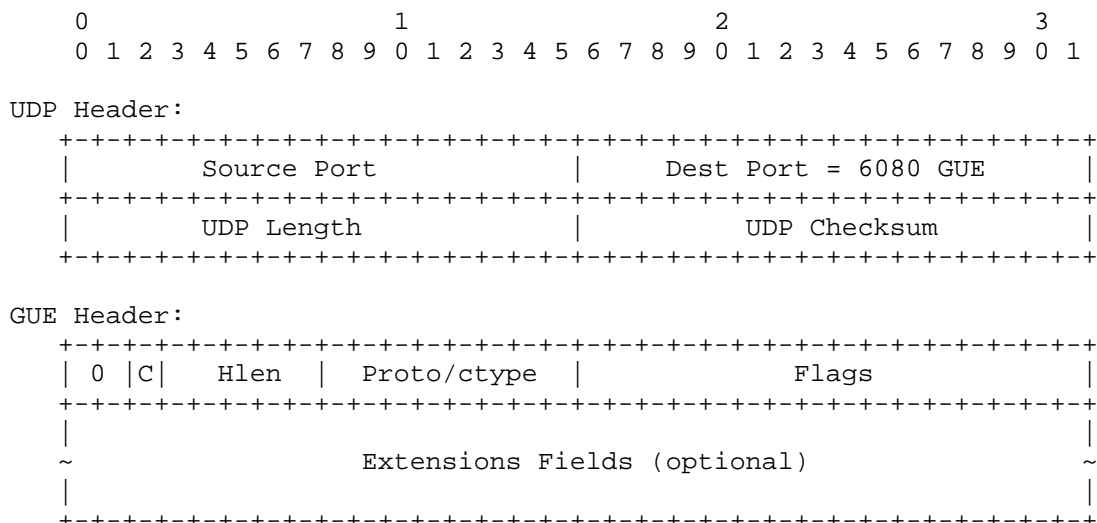 0                   1                   2                   3
     0 1 2 3 4 5 6 7 8 9 0 1 2 3 4 5 6 7 8 9 0 1 2 3 4 5 6 7 8 9 0 1

UDP Header:
    +-+-+-+-+-+-+-+-+-+-+-+-+-+-+-+-+-+-+-+-+-+-+-+-+-+-+-+-+-+-+-+-+
    |        Source Port            |     Dest Port = 6080 GUE      |
    +-+-+-+-+-+-+-+-+-+-+-+-+-+-+-+-+-+-+-+-+-+-+-+-+-+-+-+-+-+-+-+-+
    |        UDP Length             |          UDP Checksum         |
    +-+-+-+-+-+-+-+-+-+-+-+-+-+-+-+-+-+-+-+-+-+-+-+-+-+-+-+-+-+-+-+-+

GUE Header:
    +-+-+-+-+-+-+-+-+-+-+-+-+-+-+-+-+-+-+-+-+-+-+-+-+-+-+-+-+-+-+-+-+
    | 0 |C|   Hlen  |  Proto/ctype  |             Flags             |
    +-+-+-+-+-+-+-+-+-+-+-+-+-+-+-+-+-+-+-+-+-+-+-+-+-+-+-+-+-+-+-+-+
    |                                                               |
    ~                  Extensions Fields (optional)                 ~
    |                                                               |
    +-+-+-+-+-+-+-+-+-+-+-+-+-+-+-+-+-+-+-+-+-+-+-+-+-+-+-+-+-+-+-+-+